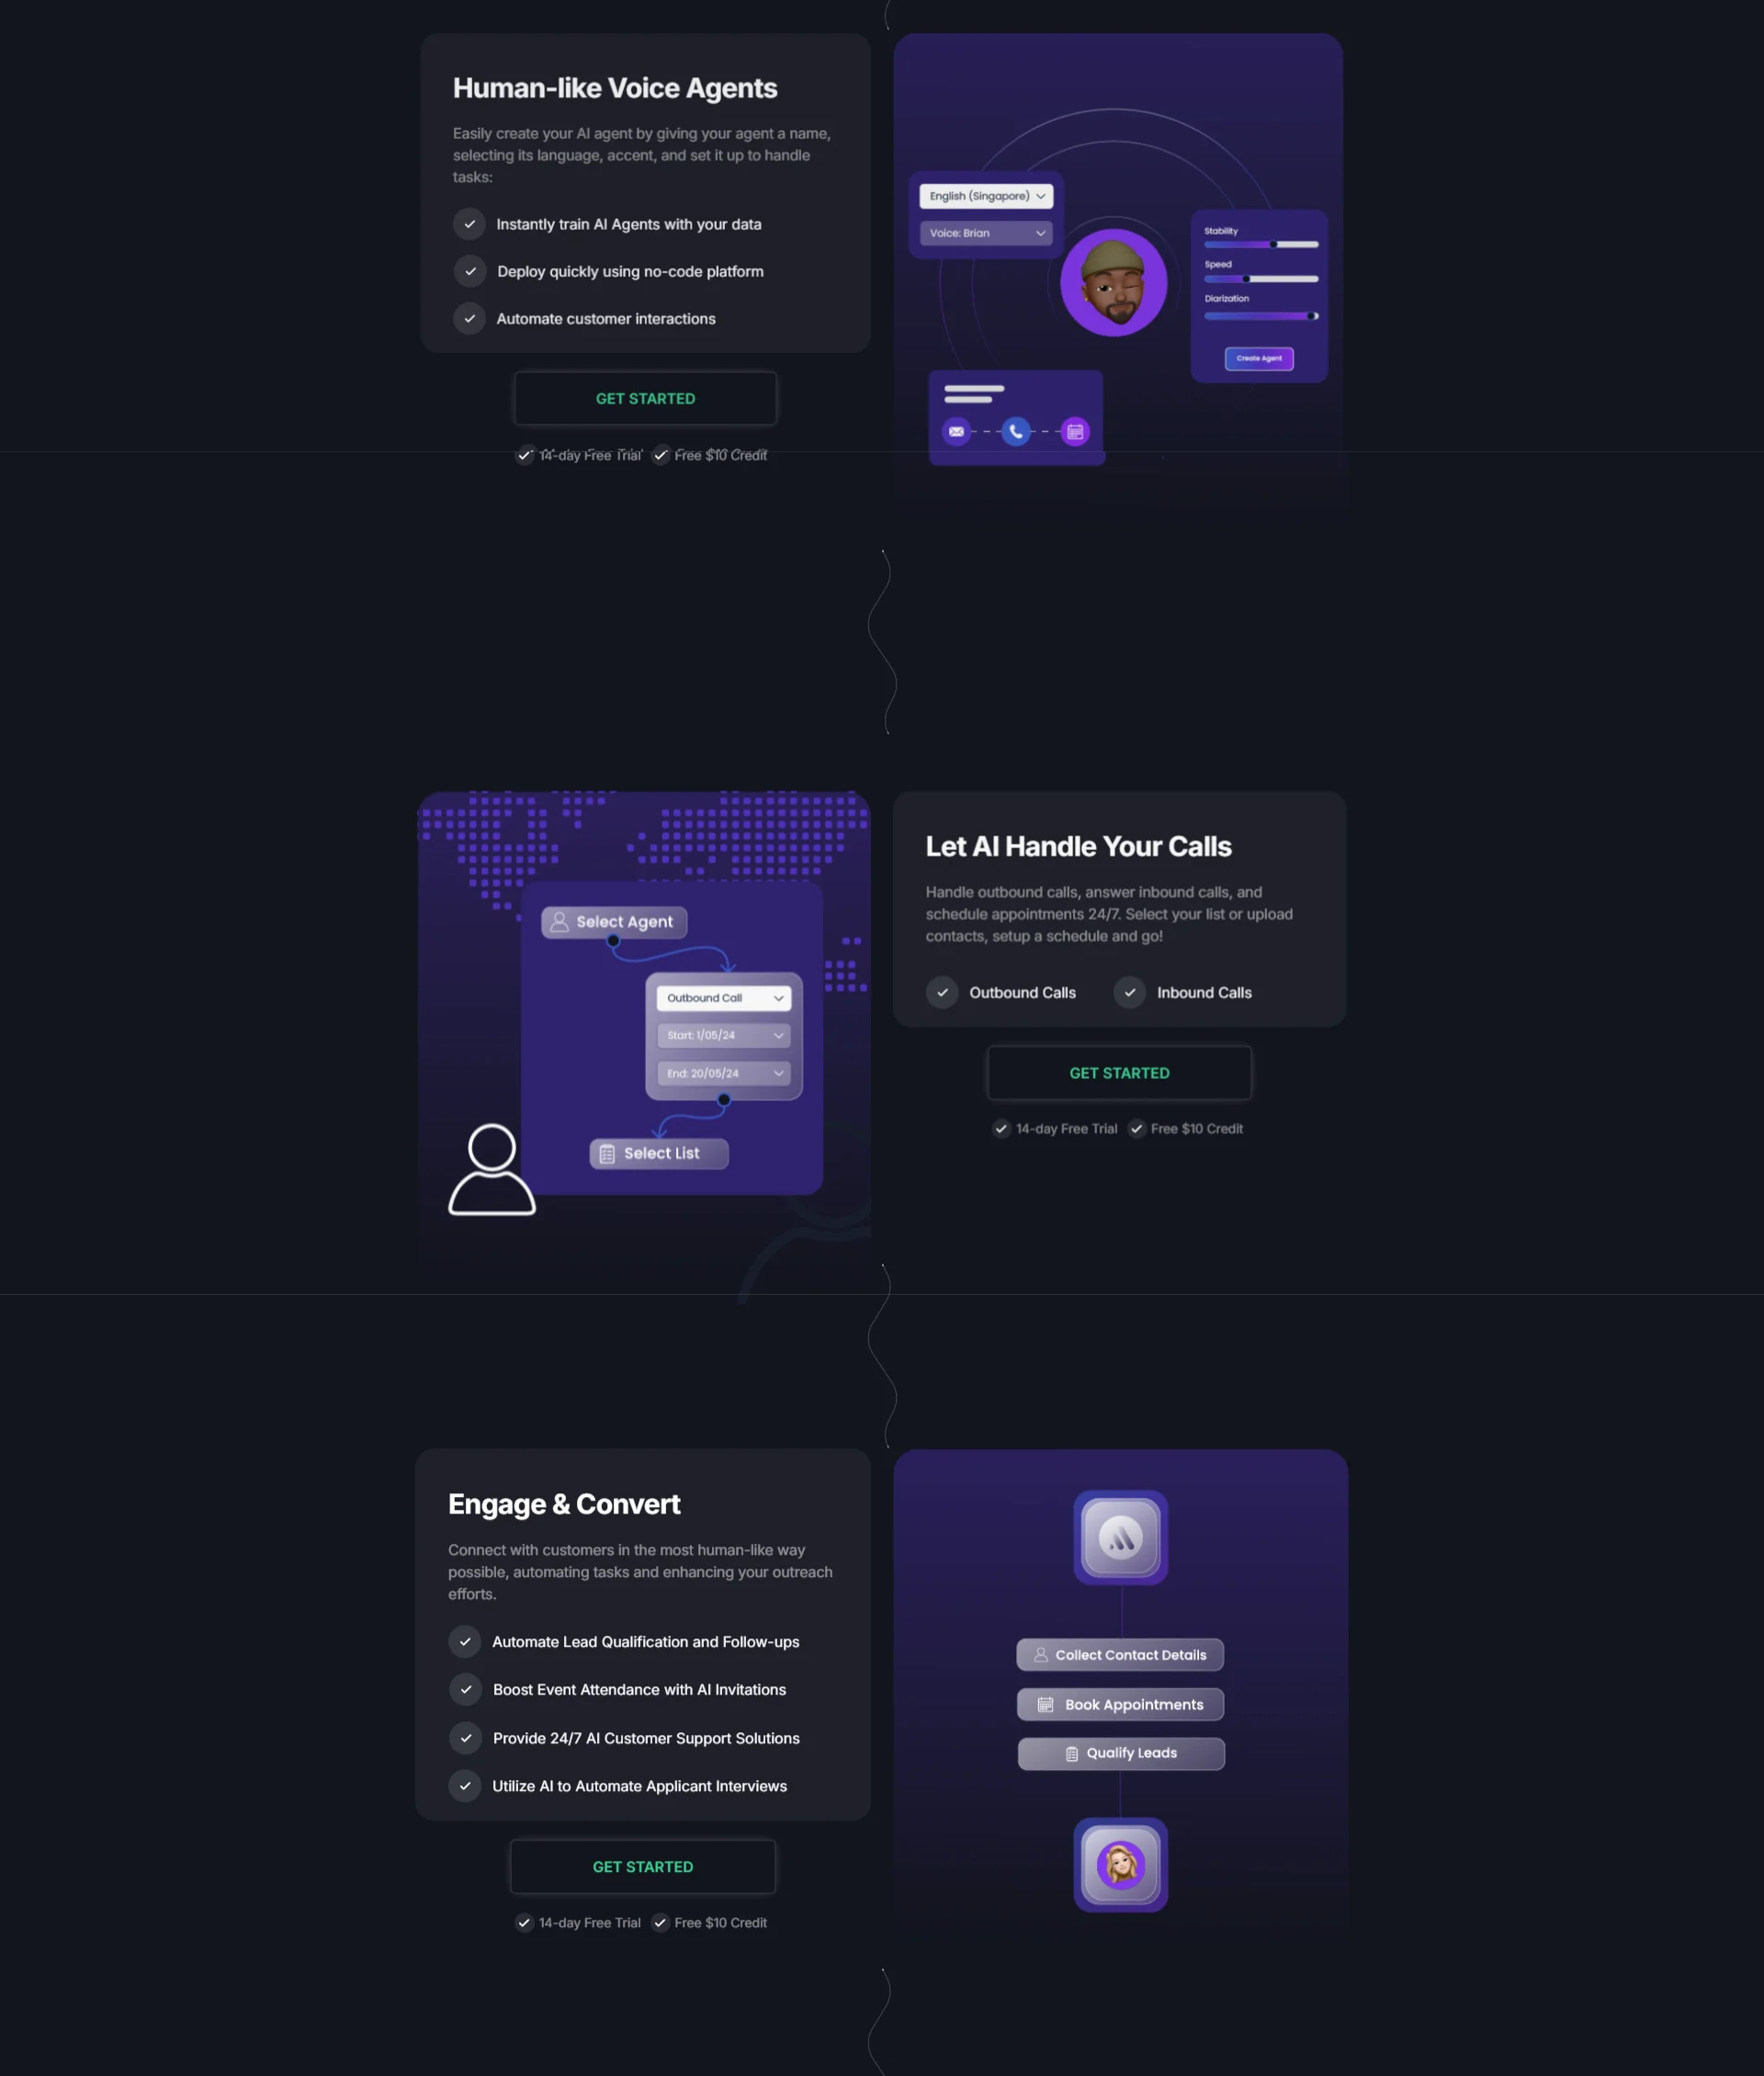 Human-like Voice Agents
Easily create your AI agent by giving your agent a name,
selecting its language, accent, and set it up to handle
tasks:
Instantly train AI Agents with your data
Deploy quickly using no-code platform
Automate customer interactions
GET STARTED
14-day Free Trial Free $10 Credit
English (Singapore)
Voice: Brian
Stability
Speed
Diarization
Create Agent
Select Agent
Outbound Call
Start: 1/05/24
End: 20/05/24
Select List
Let AI Handle Your Calls
Handle outbound calls, answer inbound calls, and
schedule appointments 24/7. Select your list or upload
contacts, setup a schedule and go!
Outbound Calls Inbound Calls
GET STARTED
14-day Free Trial Free $10 Credit
Engage & Convert
Connect with customers in the most human-like way
possible, automating tasks and enhancing your outreach
efforts.
Automate Lead Qualification and Follow-ups
Boost Event Attendance with AI Invitations
Provide 24/7 AI Customer Support Solutions
Utilize AI to Automate Applicant Interviews
GET STARTED
14-day Free Trial Free $10 Credit
Collect Contact Details
Book Appointments
Qualify Leads